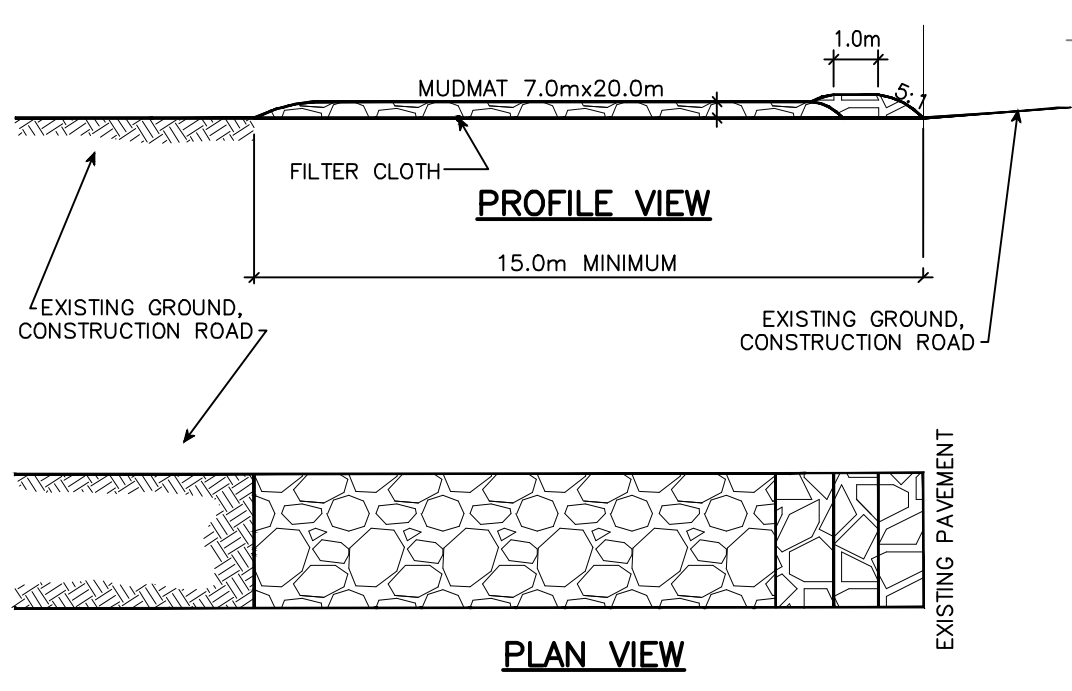 1.0m
MUDMAT 7.0mx20.0m
5:1
FILTER CLOTH
PROFILE VIEW
15.0m MINIMUM
EXISTING GROUND,
CONSTRUCTION ROAD
EXISTING GROUND,
CONSTRUCTION ROAD
EXISTING PAVEMENT
PLAN VIEW